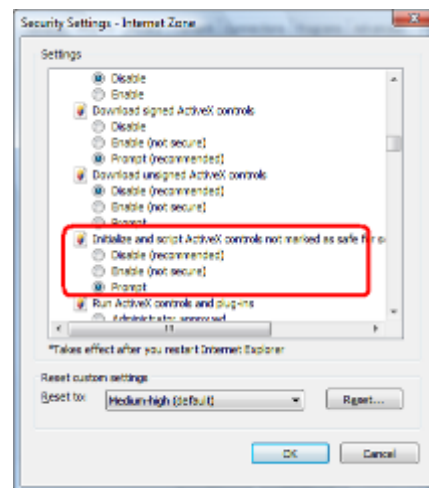 Security Settings - Internet Zone
Settings
Disable
Enable
Download signed ActiveX controls
Disable
Enable (not secure)
Prompt (recommended)
Download unsigned ActiveX controls
Disable (recommended)
Enable (not secure)
Prompt
Initialize and script ActiveX controls not marked as safe for s
Disable (recommended)
Enable (not secure)
Prompt
Run ActiveX controls and plug-ins
Administrator approved
*Takes effect after you restart Internet Explorer
Reset custom settings
Reset to:
Medium-high (default)
Reset...
OK
Cancel